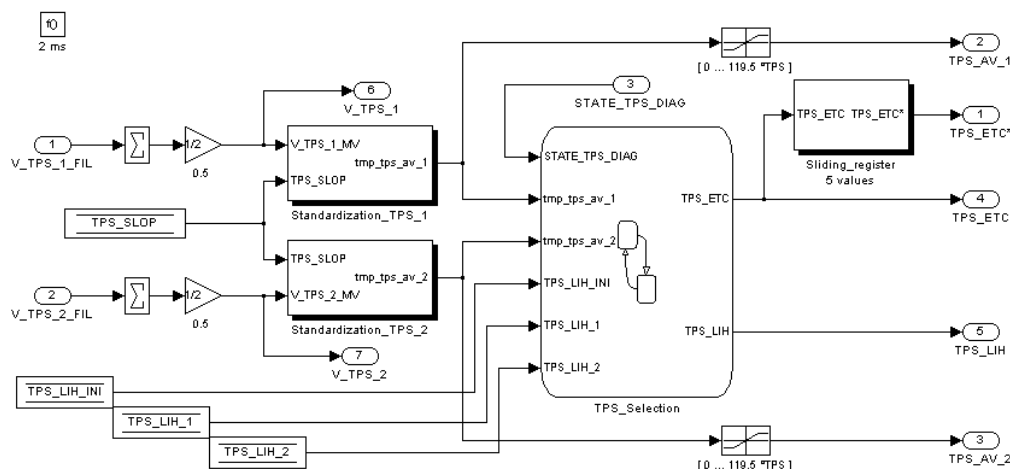 f()
2 ms
[ 0 ... 119.5 °TPS ]
2
TPS_AV_1
6
V_TPS_1
3
STATE_TPS_DIAG
TPS_ETC TPS_ETC*
1
TPS_ETC*
Sliding_register
5 values
1
V_TPS_1_FIL
Σ
1/2
0.5
V_TPS_1_MV
tmp_tps_av_1
TPS_SLOP
Standardization_TPS_1
STATE_TPS_DIAG
tmp_tps_av_1
TPS_ETC
4
TPS_ETC
TPS_SLOP
TPS_SLOP
tmp_tps_av_2
V_TPS_2_MV
Standardization_TPS_2
tmp_tps_av_2
TPS_LIH_INI
2
V_TPS_2_FIL
Σ
1/2
0.5
TPS_LIH_1
TPS_LIH
5
TPS_LIH
7
V_TPS_2
TPS_LIH_2
TPS_Selection
TPS_LIH_INI
TPS_LIH_1
TPS_LIH_2
[ 0 ... 119.5 °TPS ]
3
TPS_AV_2